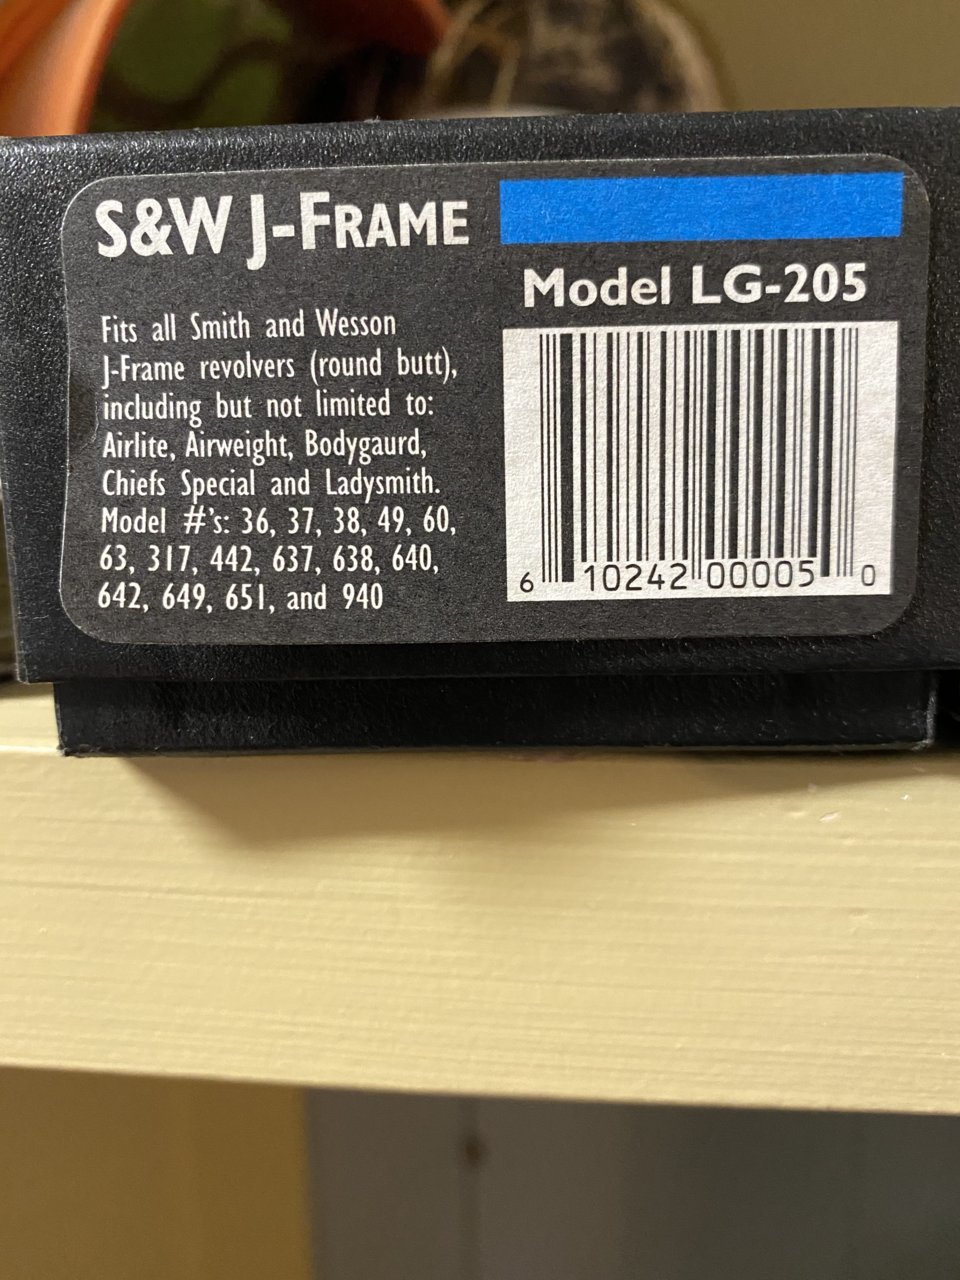 S&W J-FRAME
Fits all Smith and Wesson
J-Frame revolvers (round butt),
including but not limited to:
Airlite, Airweight, Bodygaurd,
Chiefs Special and Ladysmith.
Model #'s: 36, 37, 38, 49, 60,
63, 317, 442, 637, 638, 640,
642, 649, 651, and 940
Model LG-205
6 10242 00005 0